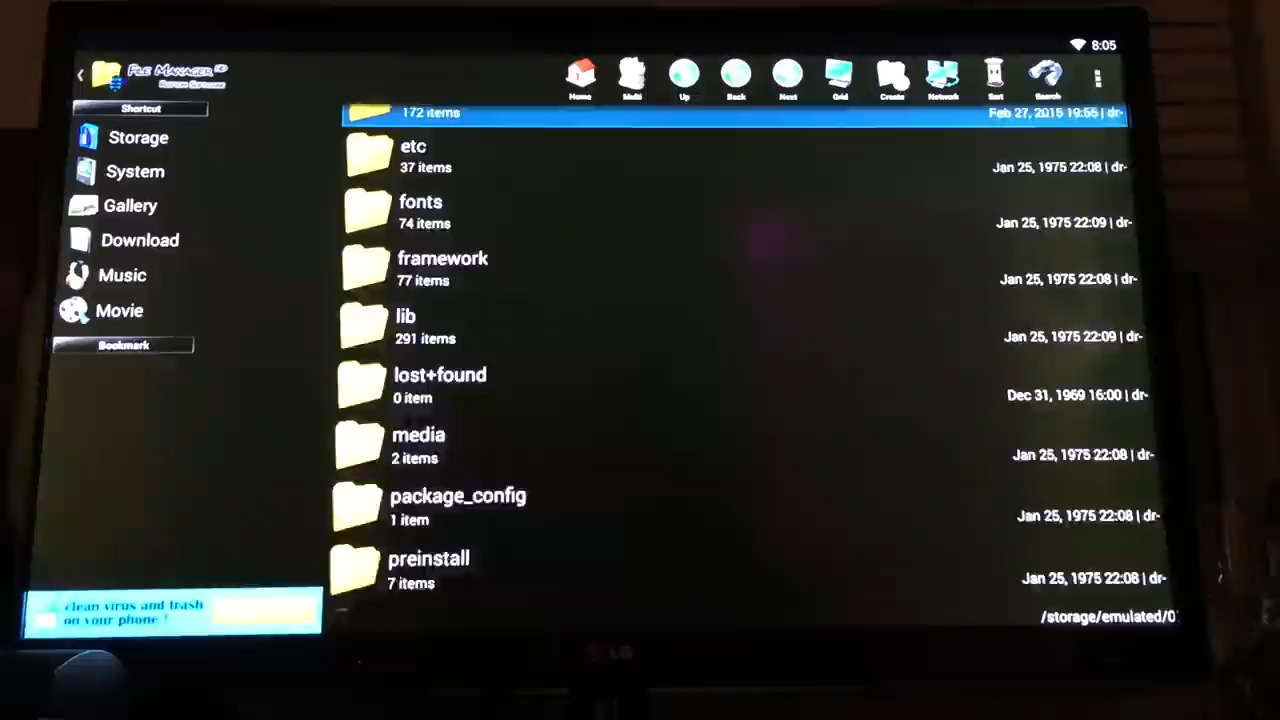 8:05
File Manager HD
Home
Multi
Up
Back
Next
Grid
Create
Network
Sort
Search
Shortcut
Storage
System
Gallery
Download
Music
Movie
Bookmark
172 items
Feb 27, 2015 19:55 | dr-
etc
37 items
Jan 25, 1975 22:08 | dr-
fonts
74 items
Jan 25, 1975 22:09 | dr-
framework
77 items
Jan 25, 1975 22:08 | dr-
lib
291 items
Jan 25, 1975 22:09 | dr-
lost+found
0 item
Dec 31, 1969 16:00 | dr-
media
2 items
Jan 25, 1975 22:08 | dr-
package_config
1 item
Jan 25, 1975 22:08 | dr-
preinstall
7 items
Jan 25, 1975 22:08 | dr-
clean virus and trash
on your phone !
/storage/emulated/0
LG